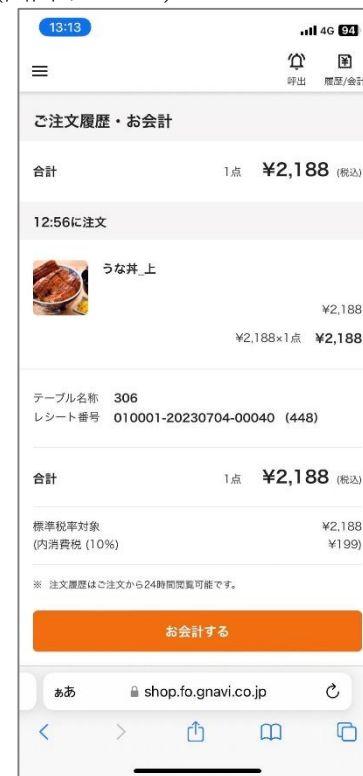 13:13
4G 94
呼出 履歴/会計
ご注文履歴・お会計
合計 1点 ¥2,188 (税込)
12:56に注文
うな丼_上
¥2,188
¥2,188×1点 ¥2,188
テーブル名称 306
レシート番号 010001-20230704-00040 (448)
合計 1点 ¥2,188 (税込)
標準税率対象 ¥2,188
(内消費税 (10%) ¥199)
※ 注文履歴はご注文から24時間閲覧可能です。
お会計する
ぁあ shop.fo.gnavi.co.jp